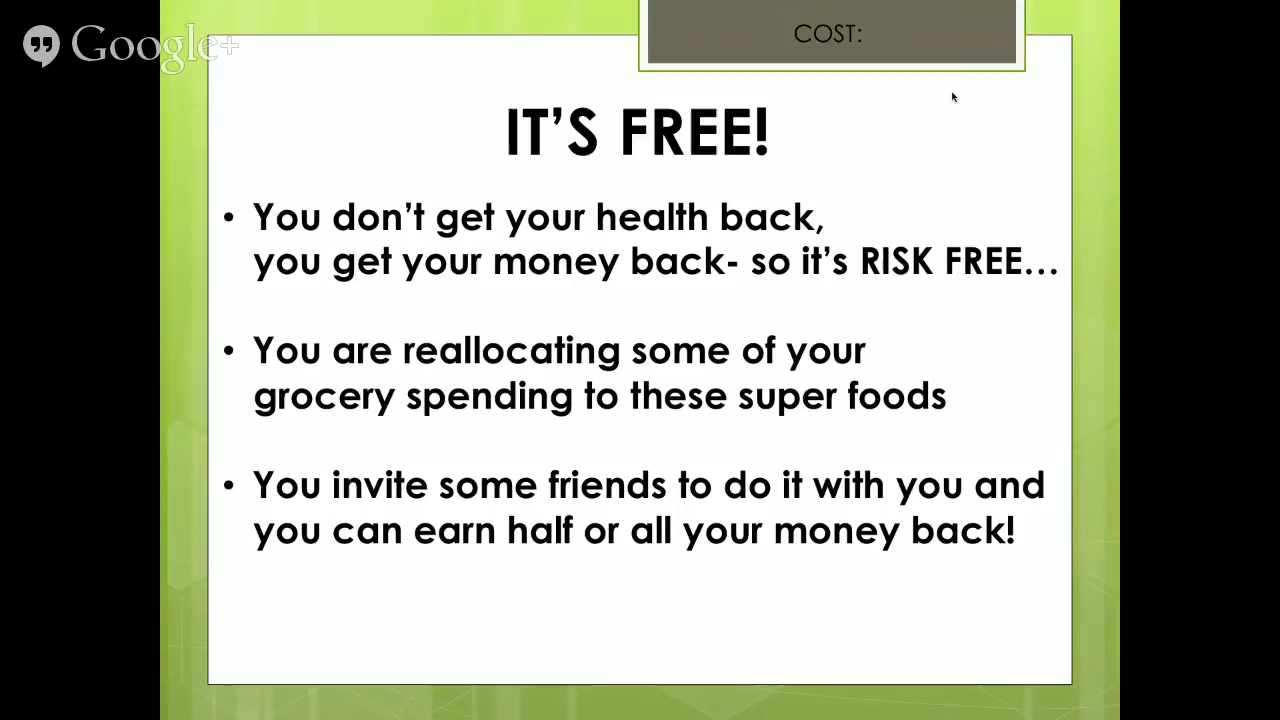 Google+
COST:
IT’S FREE!
• You don’t get your health back,
you get your money back- so it’s RISK FREE...
• You are reallocating some of your
grocery spending to these super foods
• You invite some friends to do it with you and
you can earn half or all your money back!